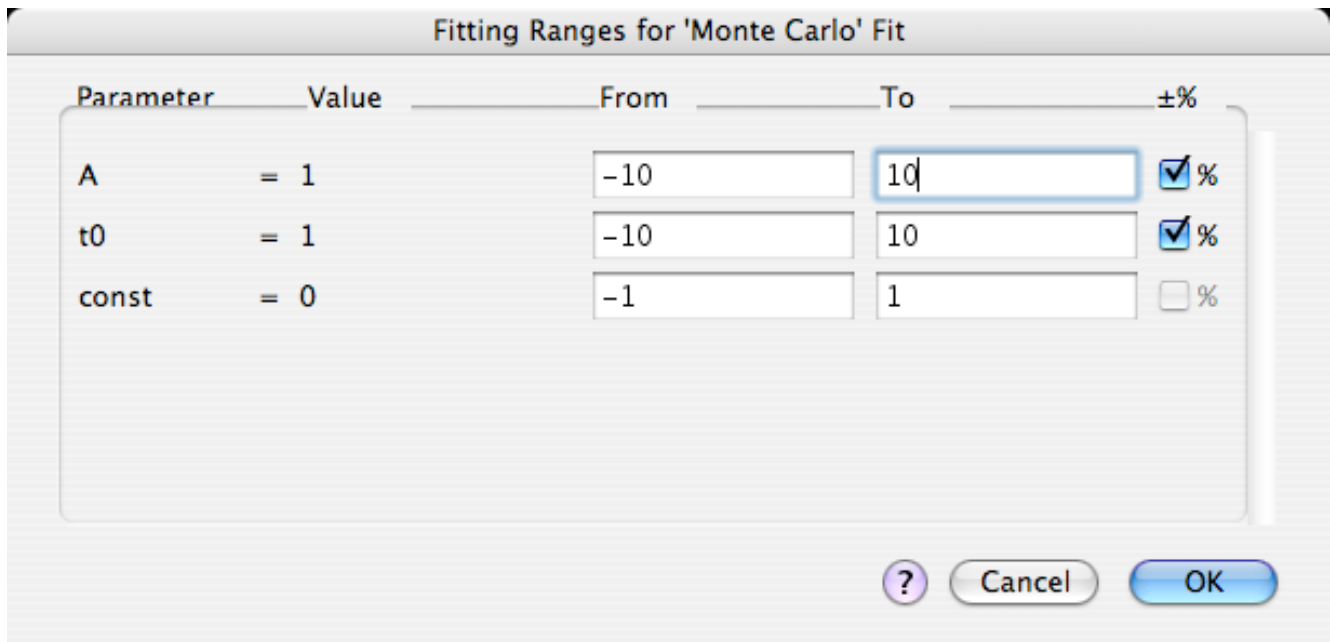 Fitting Ranges for 'Monte Carlo' Fit
Parameter Value From To ±%
A = 1 -10 10 %
t0 = 1 -10 10 %
const = 0 -1 1 %
? Cancel OK